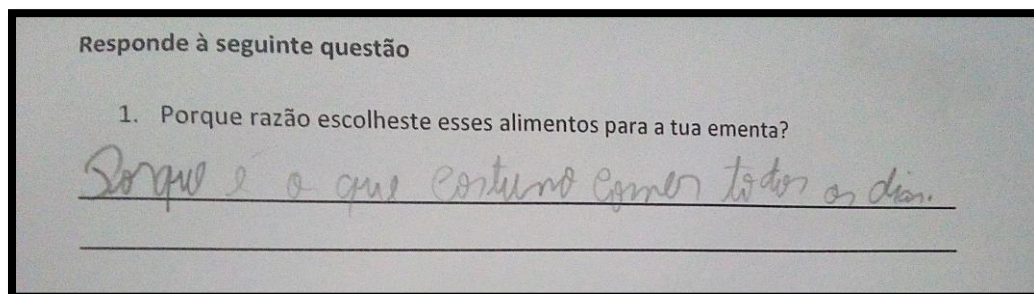 Responde à seguinte questão
1. Porque razão escolheste esses alimentos para a tua ementa?
Porque e o que costumo comer todos os dias.